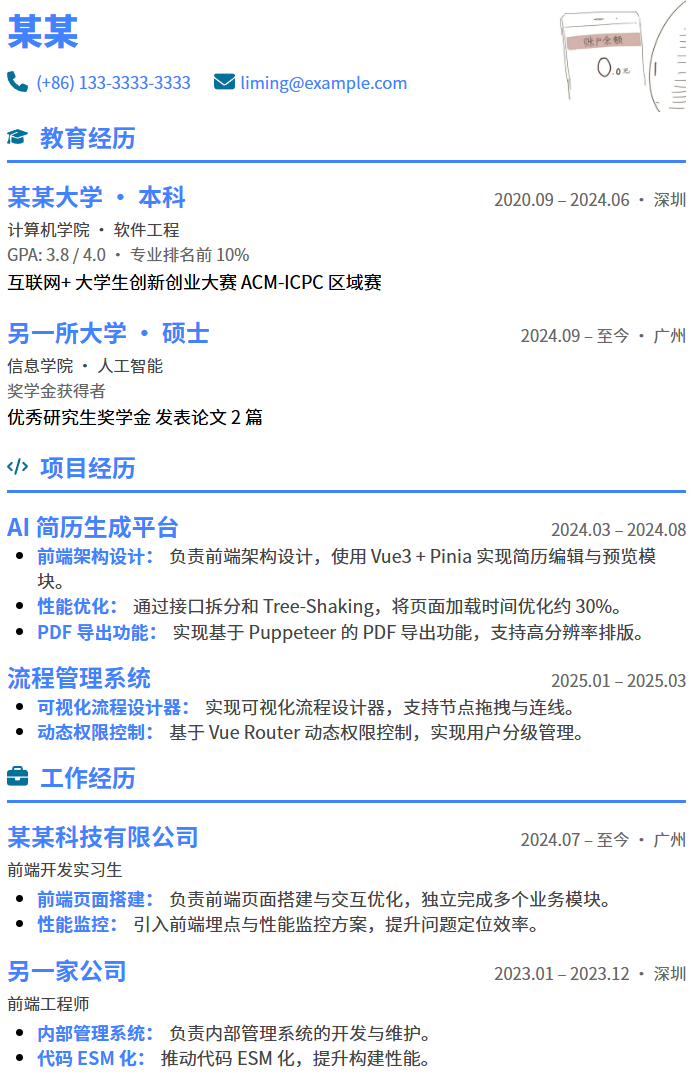 某某
账户余额
0.0元
(+86) 133-3333-3333 liming@example.com
教育经历
某某大学 · 本科 2020.09 – 2024.06 · 深圳
计算机学院 · 软件工程
GPA: 3.8 / 4.0 · 专业排名前 10%
互联网+ 大学生创新创业大赛 ACM-ICPC 区域赛
另一所大学 · 硕士 2024.09 – 至今 · 广州
信息学院 · 人工智能
奖学金获得者
优秀研究生奖学金 发表论文 2 篇
项目经历
AI 简历生成平台 2024.03 – 2024.08
前端架构设计： 负责前端架构设计，使用 Vue3 + Pinia 实现简历编辑与预览模
块。
性能优化： 通过接口拆分和 Tree-Shaking，将页面加载时间优化约 30%。
PDF 导出功能： 实现基于 Puppeteer 的 PDF 导出功能，支持高分辨率排版。
流程管理系统 2025.01 – 2025.03
可视化流程设计器： 实现可视化流程设计器，支持节点拖拽与连线。
动态权限控制： 基于 Vue Router 动态权限控制，实现用户分级管理。
工作经历
某某科技有限公司 2024.07 – 至今 · 广州
前端开发实习生
前端页面搭建： 负责前端页面搭建与交互优化，独立完成多个业务模块。
性能监控： 引入前端埋点与性能监控方案，提升问题定位效率。
另一家公司 2023.01 – 2023.12 · 深圳
前端工程师
内部管理系统： 负责内部管理系统的开发与维护。
代码 ESM 化： 推动代码 ESM 化，提升构建性能。